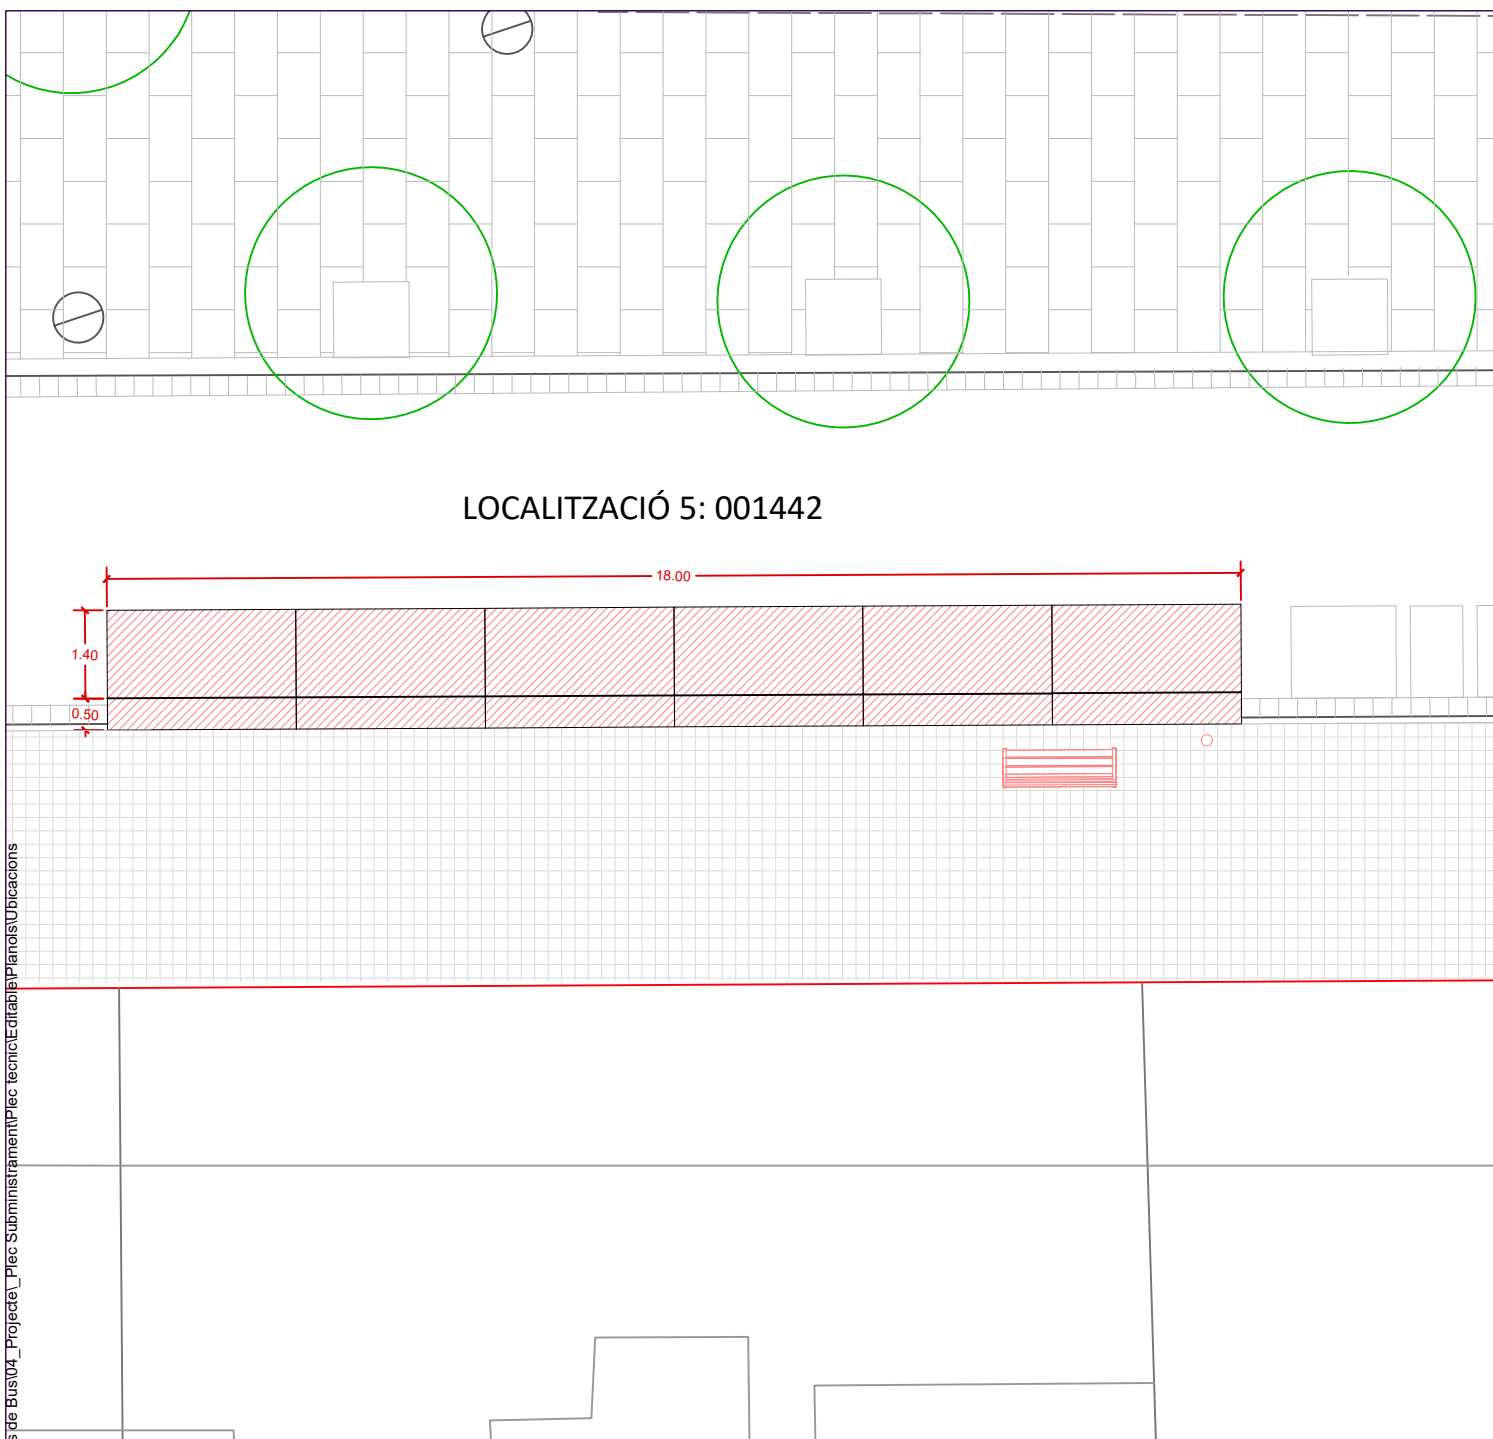 LOCALITZACIÓ 5: 001442
18.00
1.40
0.50
s de Bus\04_Projecte\_Plec Subministrament\Plec tecnic\Editable\Planols\Ubicacions